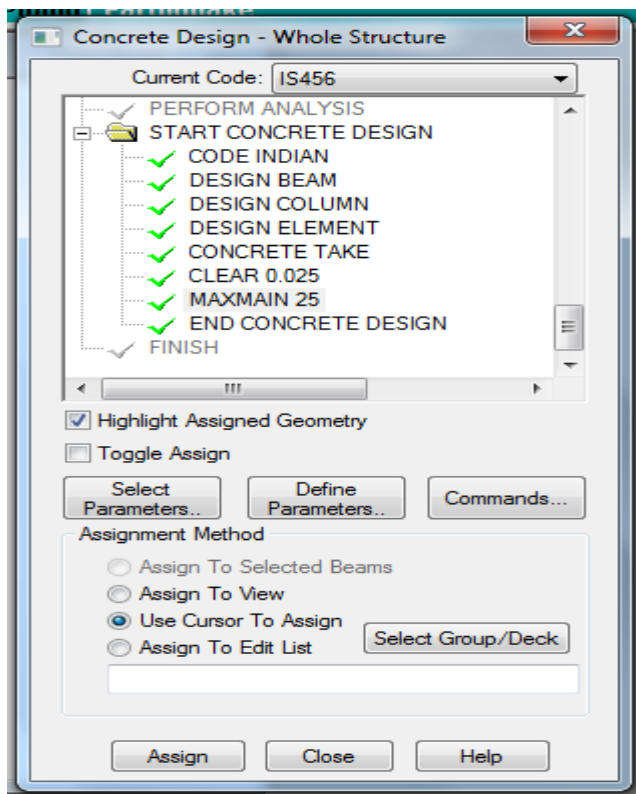 Concrete Design - Whole Structure
Current Code: IS456
PERFORM ANALYSIS
START CONCRETE DESIGN
CODE INDIAN
DESIGN BEAM
DESIGN COLUMN
DESIGN ELEMENT
CONCRETE TAKE
CLEAR 0.025
MAXMAIN 25
END CONCRETE DESIGN
FINISH
Highlight Assigned Geometry
Toggle Assign
Select Parameters.. Define Parameters.. Commands...
Assignment Method
Assign To Selected Beams
Assign To View
Use Cursor To Assign
Assign To Edit List Select Group/Deck
Assign Close Help